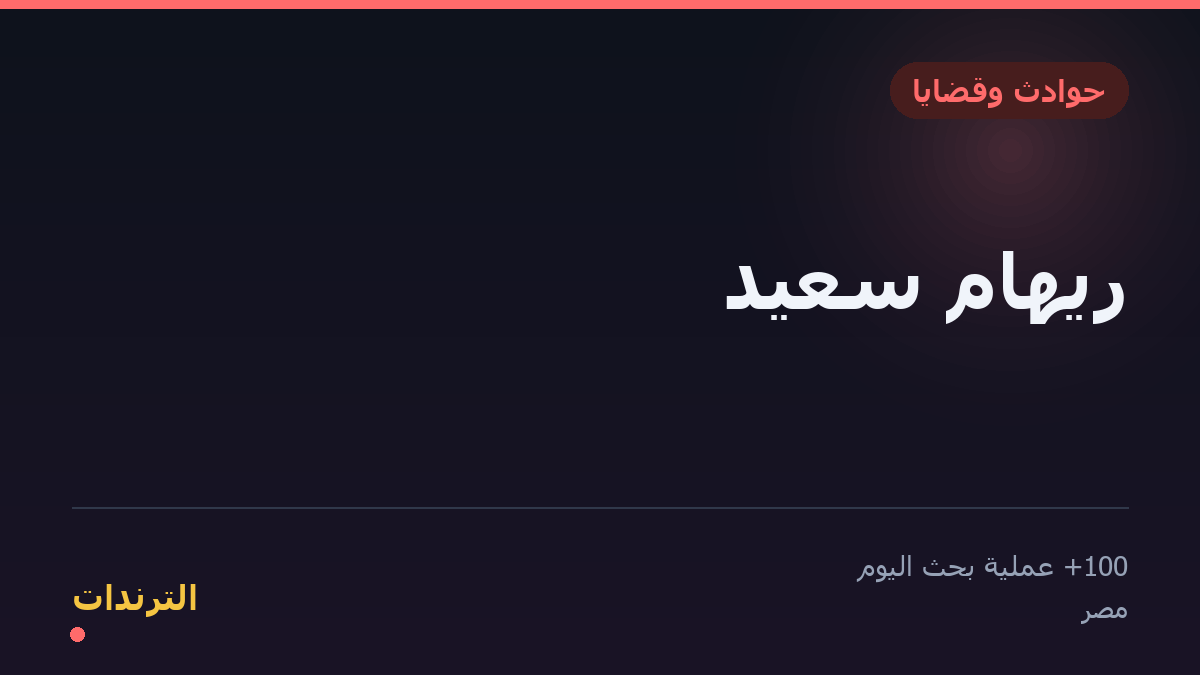 حوادث وقضايا
ريهام سعيد
100+ عملية بحث اليوم
مصر
الترندات